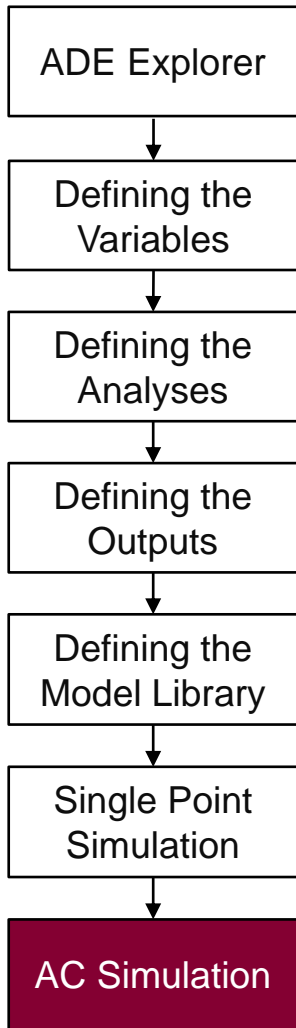 ADE Explorer
Defining the
Variables
Defining the
Analyses
Defining the
Outputs
Defining the
Model Library
Single Point
Simulation
AC Simulation